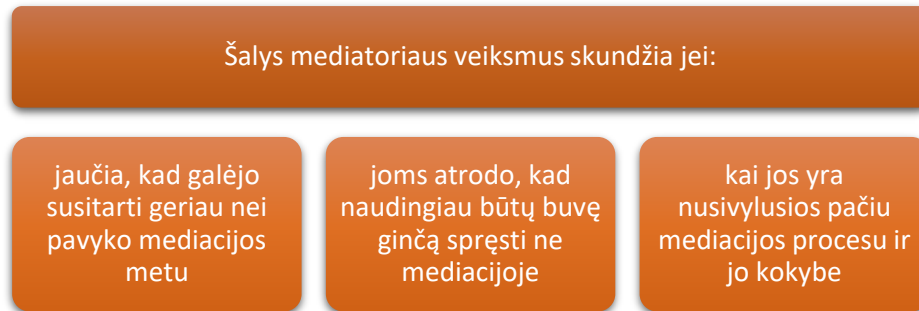 Šalys mediatoriaus veiksmus skundžia jei:
jaučia, kad galėjo
susitarti geriau nei
pavyko mediacijos
metu
joms atrodo, kad
naudingiau būtų buvę
ginčą spręsti ne
mediacijoje
kai jos yra
nusivylusios pačiu
mediacijos procesu ir
jo kokybe